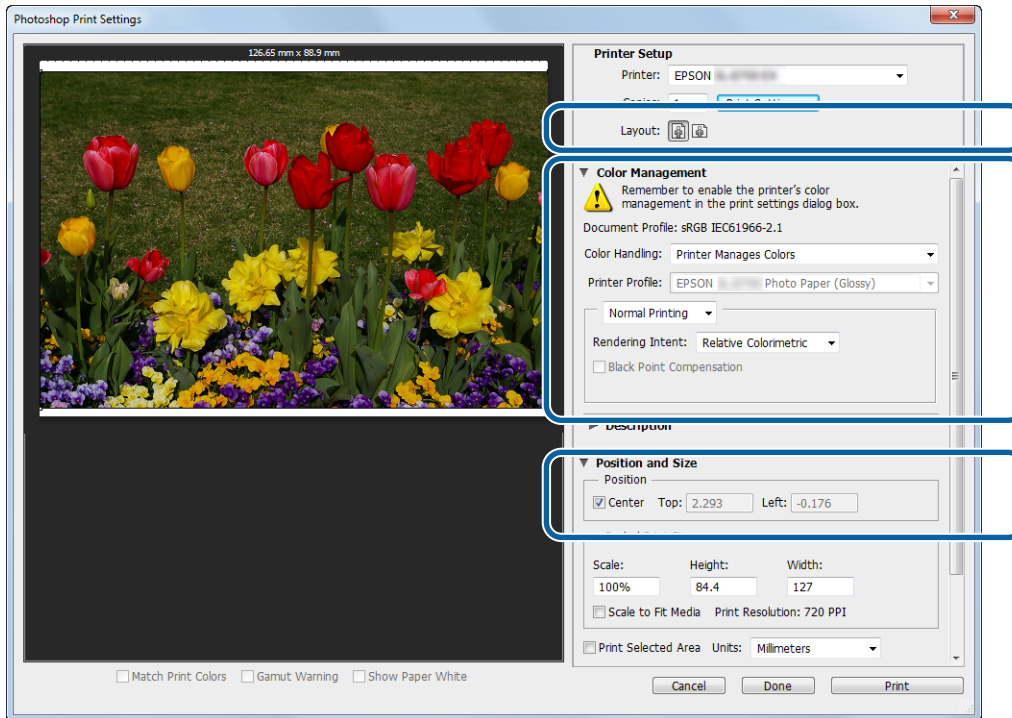 Photoshop Print Settings
126.65 mm x 88.9 mm
Printer Setup
Printer: EPSON
Layout:
Color Management
Remember to enable the printer's color
management in the print settings dialog box.
Document Profile: sRGB IEC61966-2.1
Color Handling: Printer Manages Colors
Printer Profile: EPSON Photo Paper (Glossy)
Normal Printing
Rendering Intent: Relative Colorimetric
Black Point Compensation
Description
Position and Size
Position
Center Top: 2.293 Left: -0.176
Scale: Height: Width:
100% 84.4 127
Scale to Fit Media Print Resolution: 720 PPI
Print Selected Area Units: Millimeters
Match Print Colors Gamut Warning Show Paper White
Cancel Done Print